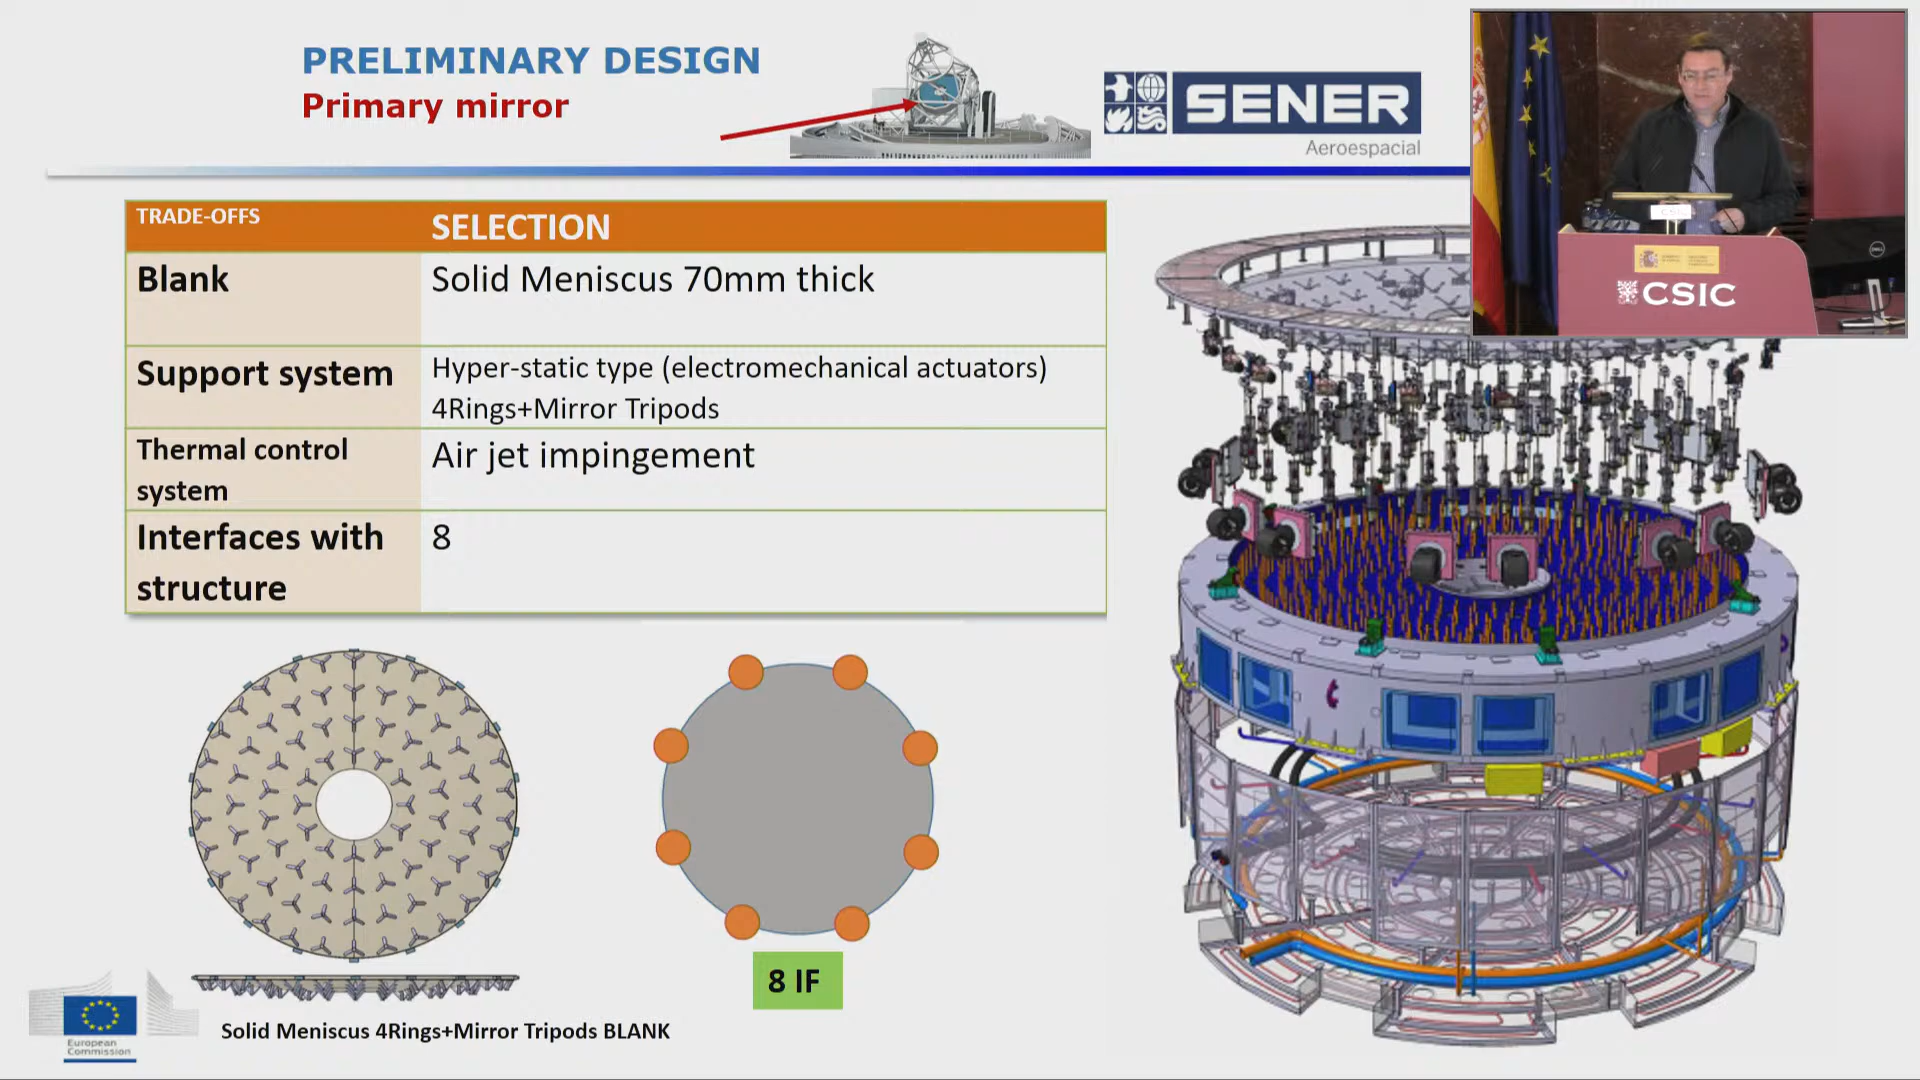 PRELIMINARY DESIGN
Primary mirror
SENER
Aeroespacial
TRADE-OFFS
SELECTION
Blank
Solid Meniscus 70mm thick
Support system
Hyper-static type (electromechanical actuators)
4Rings+Mirror Tripods
Thermal control
system
Air jet impingement
Interfaces with
structure
8
8 IF
Solid Meniscus 4Rings+Mirror Tripods BLANK
European
Commission
CSIC
CSIC
DELL